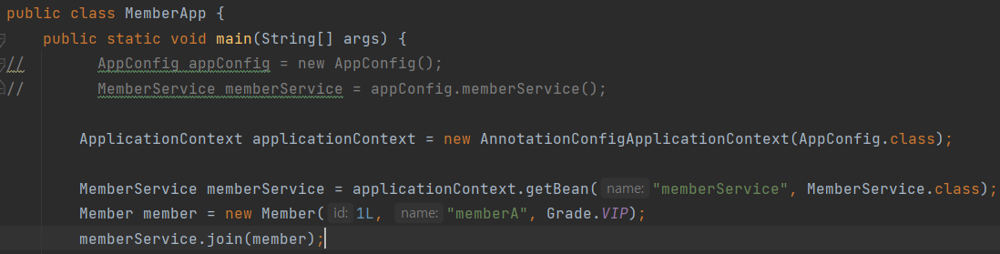 public class MemberApp {
public static void main(String[] args) {
// AppConfig appConfig = new AppConfig();
// MemberService memberService = appConfig.memberService();
ApplicationContext applicationContext = new AnnotationConfigApplicationContext(AppConfig.class);
MemberService memberService = applicationContext.getBean( name: "memberService", MemberService.class);
Member member = new Member( id: 1L, name: "memberA", Grade.VIP);
memberService.join(member);